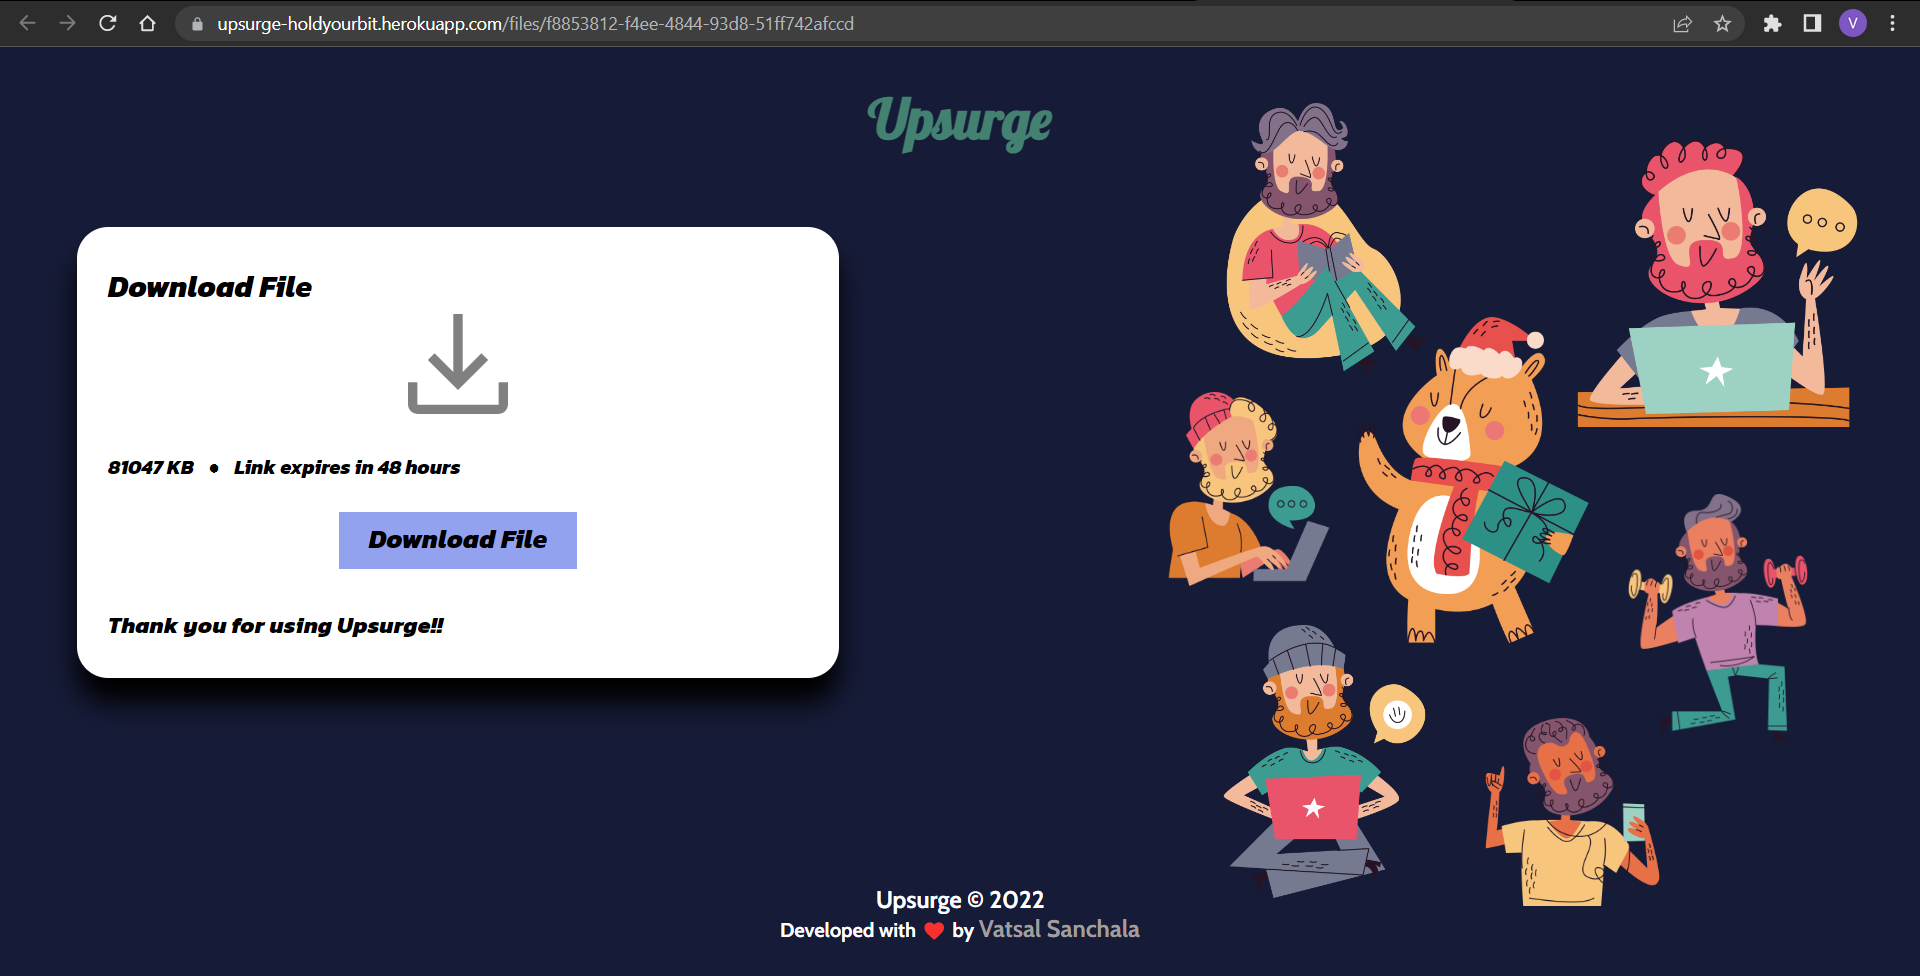 upsurge-holdyourbit.herokuapp.com/files/f8853812-f4ee-4844-93d8-51ff742afccd
V
Upsurge
Download File
81047 KB • Link expires in 48 hours
Download File
Thank you for using Upsurge!!
Upsurge © 2022
Developed with ❤ by Vatsal Sanchala